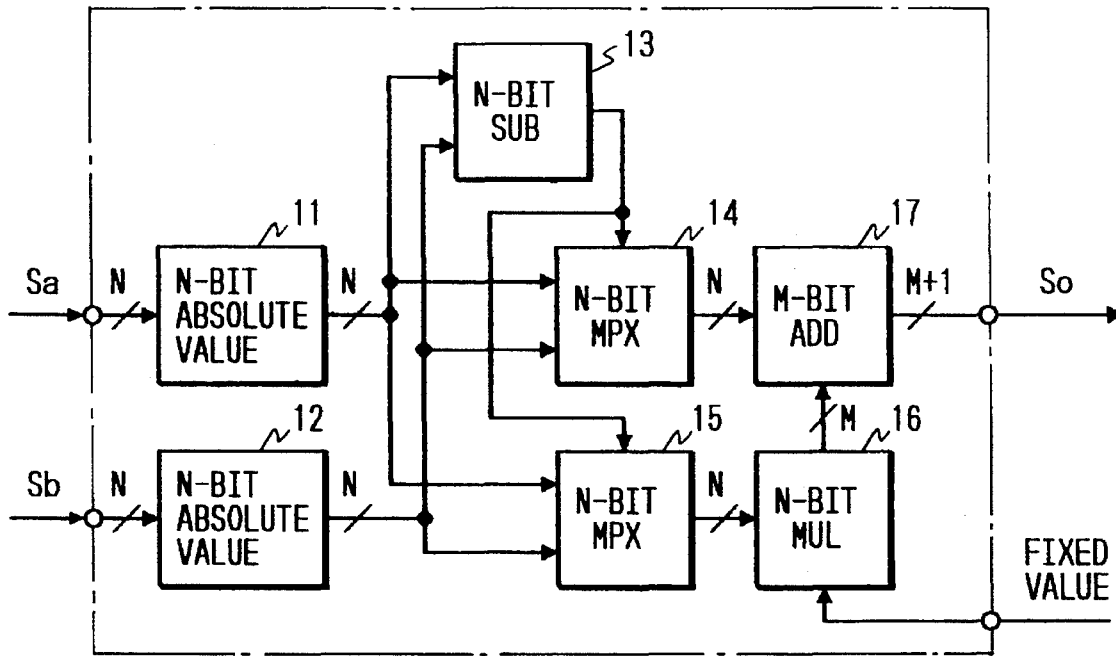 13
N-BIT
SUB
11
14
17
Sa
N
N-BIT
ABSOLUTE
VALUE
N
N-BIT
MPX
N
M-BIT
ADD
M+1
So
12
15
M
16
Sb
N
N-BIT
ABSOLUTE
VALUE
N
N-BIT
MPX
N
N-BIT
MUL
FIXED
VALUE